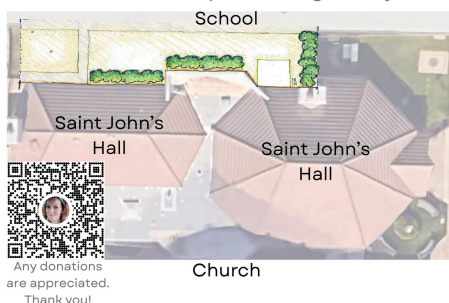 School
Saint John's
Hall
Saint John's
Hall
Any donations
are appreciated.
Thank you!
Church